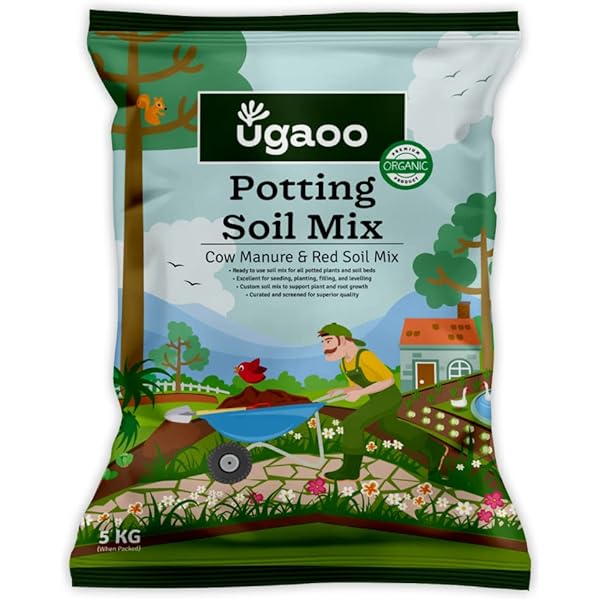 ugaoo
PREMIUM
ORGANIC
PRODUCT
Potting
Soil Mix
Cow Manure & Red Soil Mix
• Ready to use soil mix for all potted plants and soil beds
• Excellent for seeding, planting, filling, and levelling
• Custom soil mix to support plant and root growth
• Curated and screened for superior quality
5 KG
(When Packed)